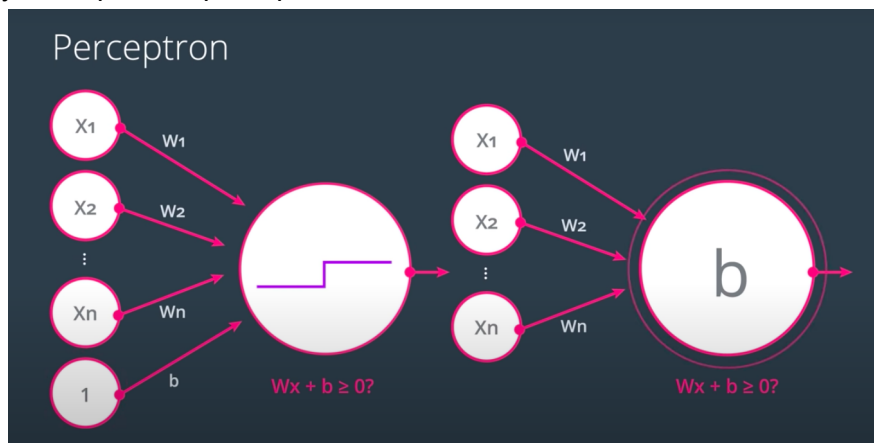 Perceptron
X1
W1
X2
W2
⋮
Xn
Wn
1
b
Wx + b ≥ 0?
X1
W1
X2
W2
⋮
Xn
Wn
b
Wx + b ≥ 0?